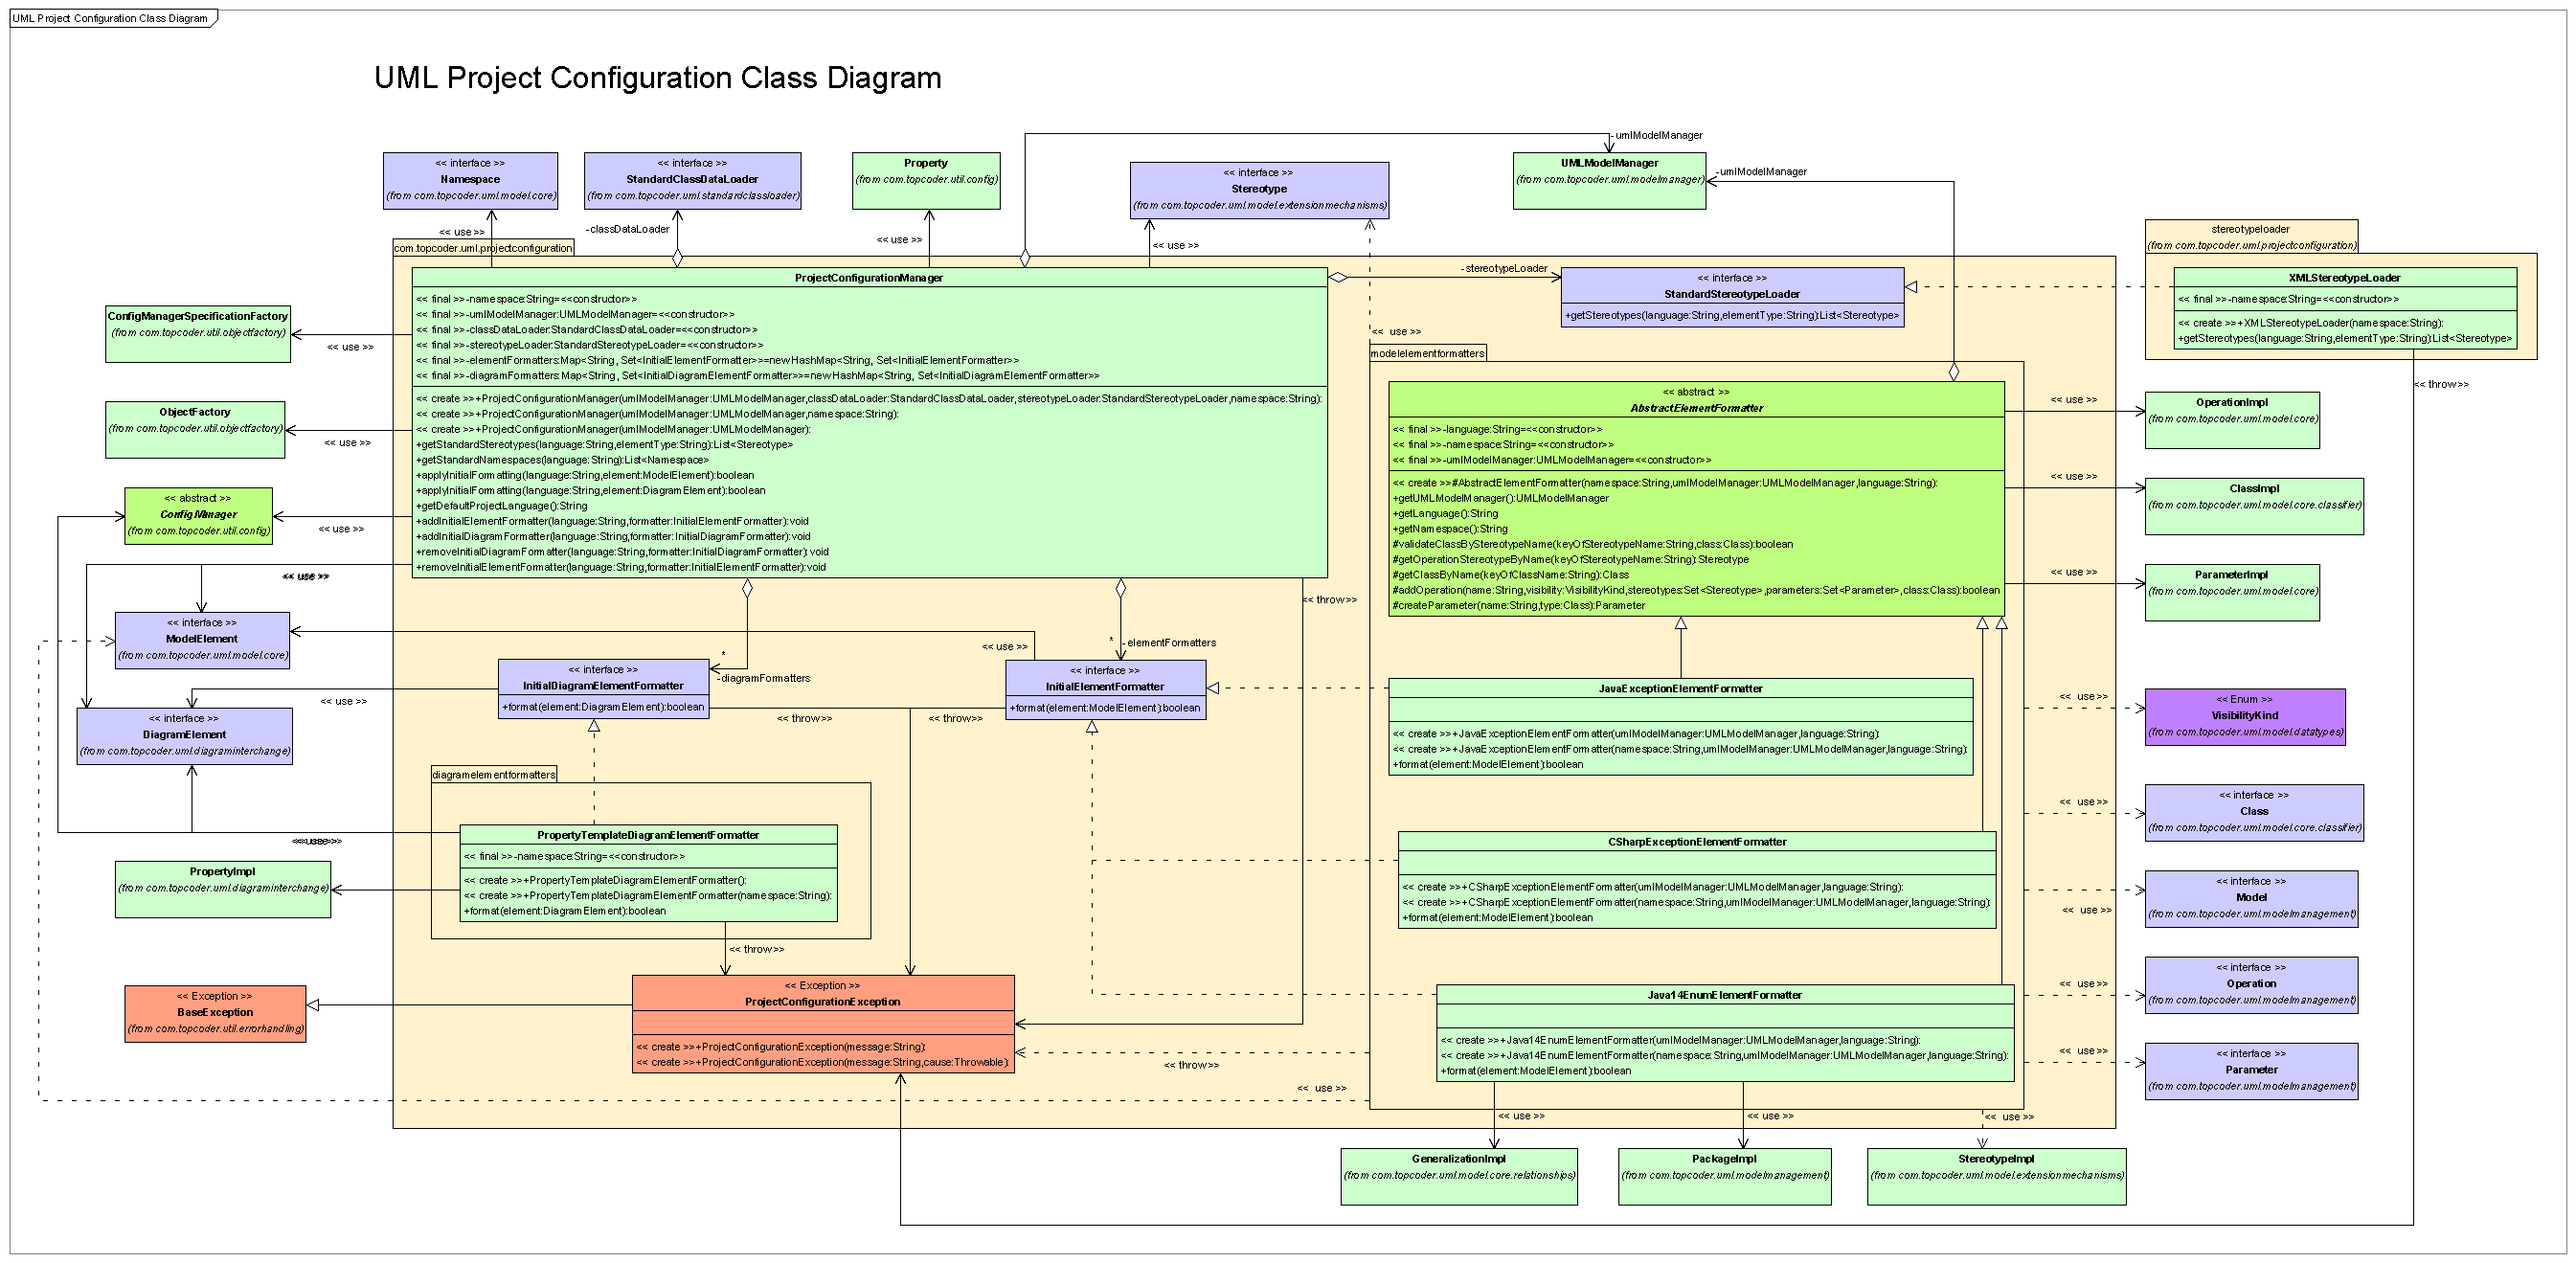 UML Project Configuration Class Diagram
UML Project Configuration Class Diagram
-umlModelManager
<< interface >>
Namespace
(from com.topcoder.uml.model.core)
<< interface >>
StandardClassDataLoader
(from com.topcoder.uml.standardclassloader)
Property
(from com.topcoder.util.config)
<< interface >>
Stereotype
(from com.topcoder.uml.model.extensionmechanisms)
UMLModelManager
(from com.topcoder.uml.modelmanager)
-umlModelManager
<< use >>
-classDataLoader
<< use >>
<< use >>
stereotypeloader
(from com.topcoder.uml.projectconfiguration)
com.topcoder.uml.projectconfiguration
ProjectConfigurationManager
<< final >>-namespace:String=<<constructor>>
<< final >>-umlModelManager:UMLModelManager=<<constructor>>
<< final >>-classDataLoader:StandardClassDataLoader=<<constructor>>
<< final >>-stereotypeLoader:StandardStereotypeLoader=<<constructor>>
<< final >>-elementFormatters:Map<String, Set<InitialElementFormatter>>=new HashMap<String, Set<InitialElementFormatter>>
<< final >>-diagramFormatters:Map<String, Set<InitialDiagramElementFormatter>>=new HashMap<String, Set<InitialDiagramElementFormatter>>
<< create >>+ProjectConfigurationManager(umlModelManager:UMLModelManager,classDataLoader:StandardClassDataLoader,stereotypeLoader:StandardStereotypeLoader,namespace:String):
<< create >>+ProjectConfigurationManager(umlModelManager:UMLModelManager,namespace:String):
<< create >>+ProjectConfigurationManager(umlModelManager:UMLModelManager):
+getStandardStereotypes(language:String,elementType:String):List<Stereotype>
+getStandardNamespaces(language:String):List<Namespace>
+applyInitialFormatting(language:String,element:ModelElement):boolean
+applyInitialFormatting(language:String,element:DiagramElement):boolean
+getDefaultProjectLanguage():String
+addInitialElementFormatter(language:String,formatter:InitialElementFormatter):void
+addInitialDiagramFormatter(language:String,formatter:InitialDiagramFormatter):void
+removeInitialDiagramFormatter(language:String,formatter:InitialDiagramFormatter):void
+removeInitialElementFormatter(language:String,formatter:InitialElementFormatter):void
-stereotypeLoader
<< interface >>
StandardStereotypeLoader
+getStereotypes(language:String,elementType:String):List<Stereotype>
XMLStereotypeLoader
<< final >>-namespace:String=<<constructor>>
<< create >>+XMLStereotypeLoader(namespace:String):
+getStereotypes(language:String,elementType:String):List<Stereotype>
<< throw >>
ConfigManagerSpecificationFactory
(from com.topcoder.util.objectfactory)
<< use >>
ObjectFactory
(from com.topcoder.util.objectfactory)
<< use >>
<< abstract >>
ConfigManager
(from com.topcoder.util.config)
<< use >>
<< use >>
<< use >>
modelelementformatters
<< abstract >>
AbstractElementFormatter
<< final >>-language:String=<<constructor>>
<< final >>-namespace:String=<<constructor>>
<< final >>-umlModelManager:UMLModelManager=<<constructor>>
<< create >>#AbstractElementFormatter(namespace:String,umlModelManager:UMLModelManager,language:String):
+getUMLModelManager():UMLModelManager
+getLanguage():String
+getNamespace():String
#validateClassByStereotypeName(keyOfStereotypeName:String,class:Class):boolean
#getOperationStereotypeByName(keyOfStereotypeName:String):Stereotype
#getClassByName(keyOfClassName:String):Class
#addOperation(name:String,visibility:VisibilityKind,stereotypes:Set<Stereotype>,parameters:Set<Parameter>,class:Class):boolean
#createParameter(name:String,type:Class):Parameter
<< use >>
OperationImpl
(from com.topcoder.uml.model.core)
<< use >>
ClassImpl
(from com.topcoder.uml.model.core.classifier)
<< use >>
ParameterImpl
(from com.topcoder.uml.model.core)
<< throw >>
<< interface >>
ModelElement
(from com.topcoder.uml.model.core)
<< use >>
*
-elementFormatters
*
-diagramFormatters
<< interface >>
InitialDiagramElementFormatter
+format(element:DiagramElement):boolean
<< interface >>
InitialElementFormatter
+format(element:ModelElement):boolean
<< use >>
<< throw >>
<< throw >>
<< interface >>
DiagramElement
(from com.topcoder.uml.diagraminterchange)
JavaExceptionElementFormatter
<< create >>+JavaExceptionElementFormatter(umlModelManager:UMLModelManager,language:String):
<< create >>+JavaExceptionElementFormatter(namespace:String,umlModelManager:UMLModelManager,language:String):
+format(element:ModelElement):boolean
<< use >>
<< Enum >>
VisibilityKind
(from com.topcoder.uml.model.datatypes)
diagramelementformatters
PropertyTemplateDiagramElementFormatter
<< final >>-namespace:String=<<constructor>>
<< create >>+PropertyTemplateDiagramElementFormatter():
<< create >>+PropertyTemplateDiagramElementFormatter(namespace:String):
+format(element:DiagramElement):boolean
PropertyImpl
(from com.topcoder.uml.diagraminterchange)
CSharpExceptionElementFormatter
<< create >>+CSharpExceptionElementFormatter(umlModelManager:UMLModelManager,language:String):
<< create >>+CSharpExceptionElementFormatter(namespace:String,umlModelManager:UMLModelManager,language:String):
+format(element:ModelElement):boolean
<< use >>
<< interface >>
Class
(from com.topcoder.uml.model.core.classifier)
<< interface >>
Model
(from com.topcoder.uml.modelmanagement)
<< use >>
<< throw >>
<< Exception >>
BaseException
(from com.topcoder.util.errorhandling)
<< Exception >>
ProjectConfigurationException
<< create >>+ProjectConfigurationException(message:String):
<< create >>+ProjectConfigurationException(message:String,cause:Throwable):
<< throw >>
<< use >>
Java14EnumElementFormatter
<< create >>+Java14EnumElementFormatter(umlModelManager:UMLModelManager,language:String):
<< create >>+Java14EnumElementFormatter(namespace:String,umlModelManager:UMLModelManager,language:String):
+format(element:ModelElement):boolean
<< use >>
<< interface >>
Operation
(from com.topcoder.uml.modelmanagement)
<< use >>
<< interface >>
Parameter
(from com.topcoder.uml.modelmanagement)
<< use >>
<< use >>
<< use >>
GeneralizationImpl
(from com.topcoder.uml.model.core.relationships)
PackageImpl
(from com.topcoder.uml.modelmanagement)
StereotypeImpl
(from com.topcoder.uml.model.extensionmechanisms)